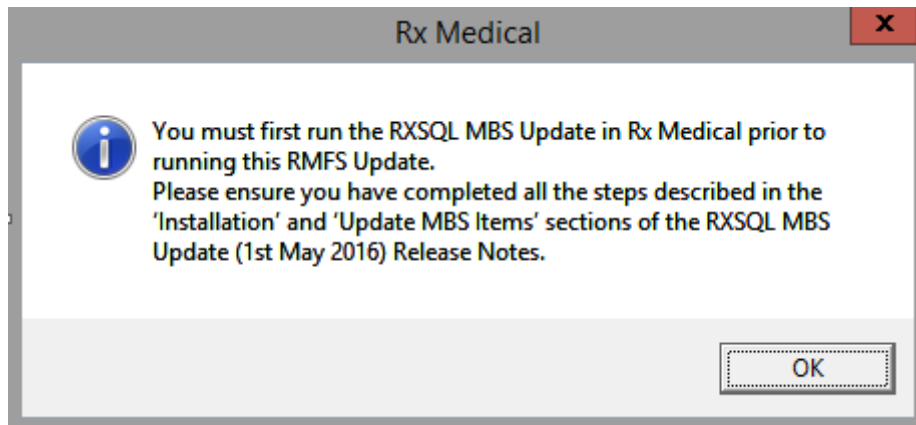 Rx Medical
x
You must first run the RXSQL MBS Update in Rx Medical prior to
running this RMFS Update.
Please ensure you have completed all the steps described in the
‘Installation’ and ‘Update MBS Items’ sections of the RXSQL MBS
Update (1st May 2016) Release Notes.
OK